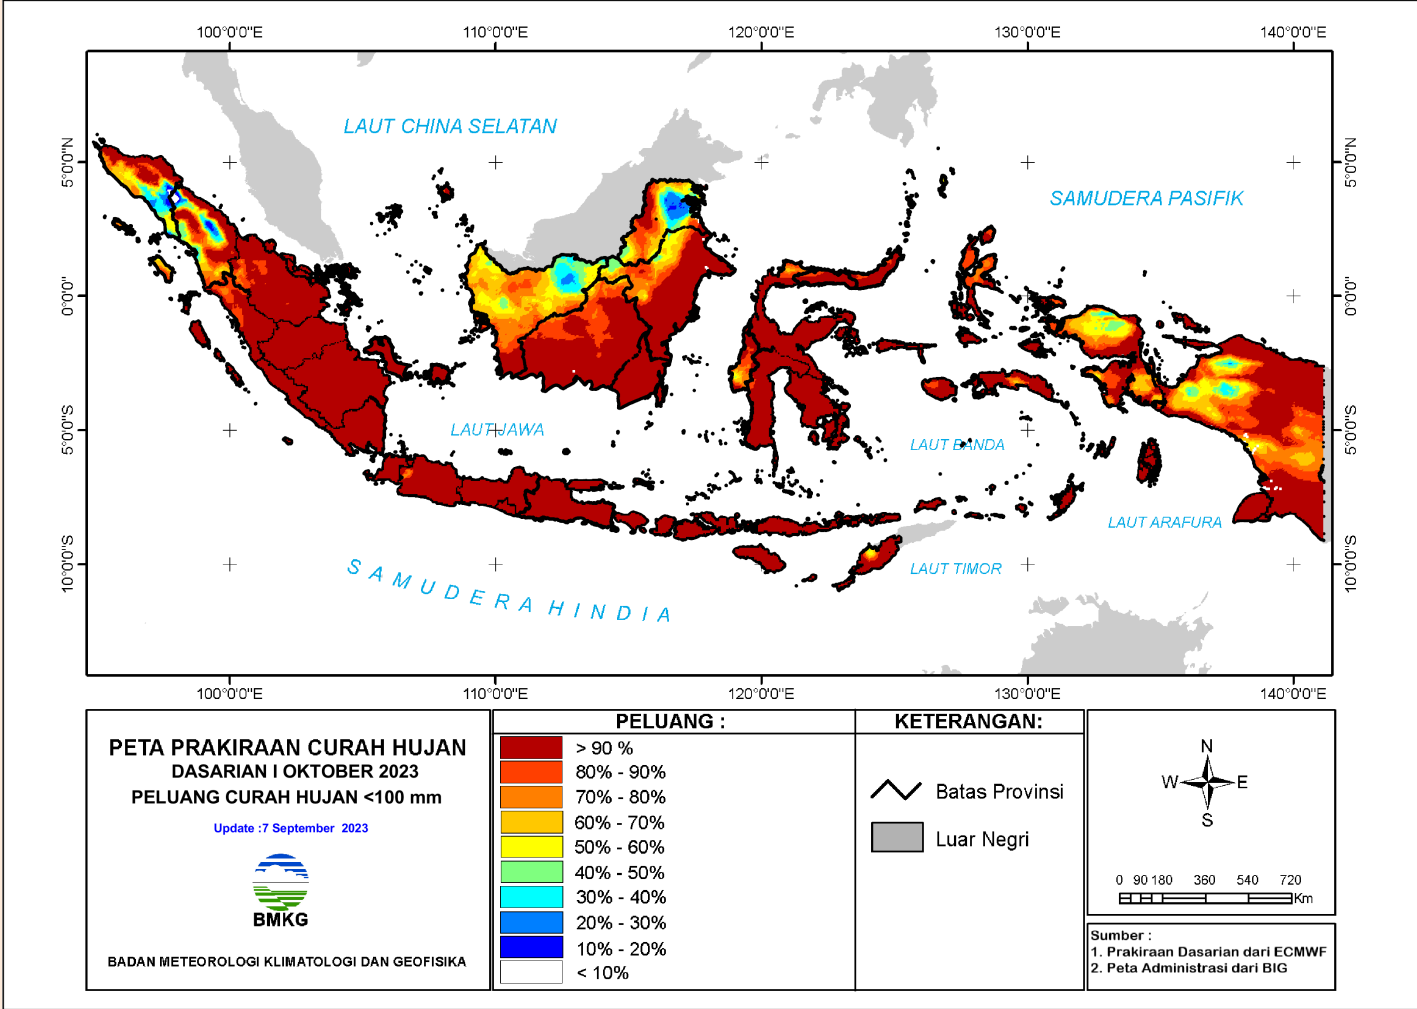 100°0'0"E 110°0'0"E 120°0'0"E 130°0'0"E 140°0'0"E
LAUT CHINA SELATAN
5°0'0"N 5°0'0"N
SAMUDERA PASIFIK
0°0'0" 0°0'0"
LAUT JAWA
5°0'0"S 5°0'0"S
LAUT BANDA
LAUT ARAFURA
10°0'0"S 10°0'0"S
LAUT TIMOR
SAMUDERA HINDIA
100°0'0"E 110°0'0"E 120°0'0"E 130°0'0"E 140°0'0"E
PETA PRAKIRAAN CURAH HUJAN
DASARIAN I OKTOBER 2023
PELUANG CURAH HUJAN <100 mm
Update :7 September 2023
BMKG
BADAN METEOROLOGI KLIMATOLOGI DAN GEOFISIKA
PELUANG :
> 90 %
80% - 90%
70% - 80%
60% - 70%
50% - 60%
40% - 50%
30% - 40%
20% - 30%
10% - 20%
< 10%
KETERANGAN:
Batas Provinsi
Luar Negri
N
W E
S
0 90 180 360 540 720
Km
Sumber :
1. Prakiraan Dasarian dari ECMWF
2. Peta Administrasi dari BIG